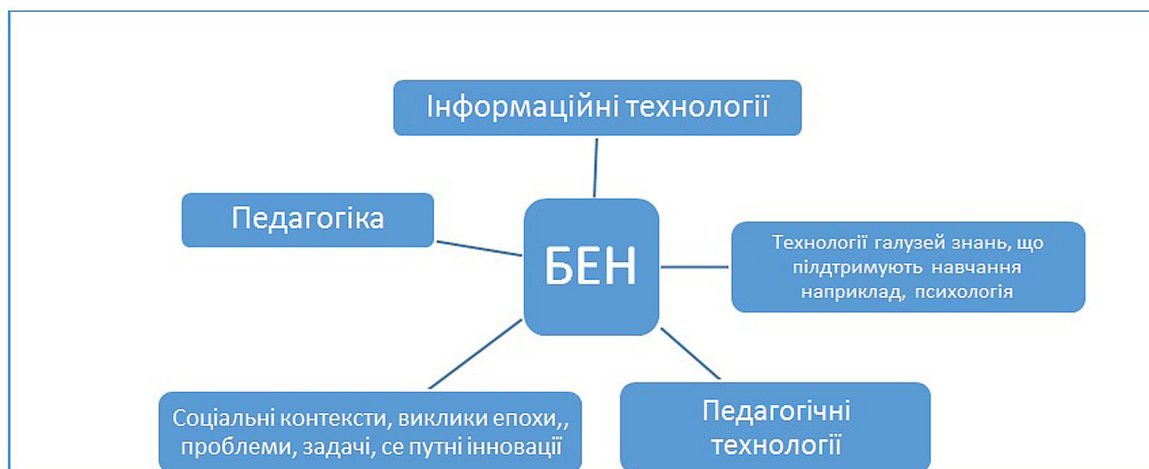 Інформаційні технології
Педагогіка
БЕН
Технології галузей знань, що
пілдтримують навчання
наприклад, психологія
Соціальні контексти, виклики епохи,,
проблеми, задачі, се путні інновації
Педагогічні
технології